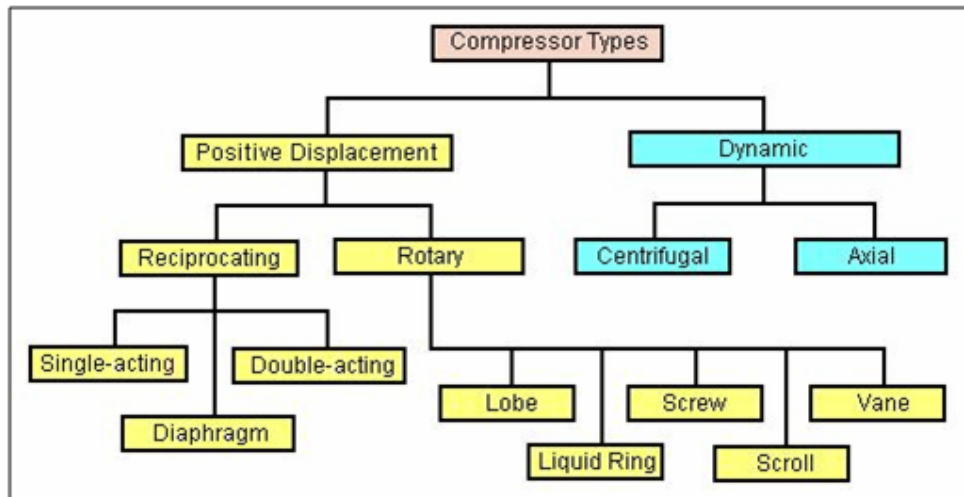 Compressor Types
Positive Displacement
Dynamic
Reciprocating
Rotary
Centrifugal
Axial
Single-acting
Double-acting
Diaphragm
Lobe
Screw
Vane
Liquid Ring
Scroll